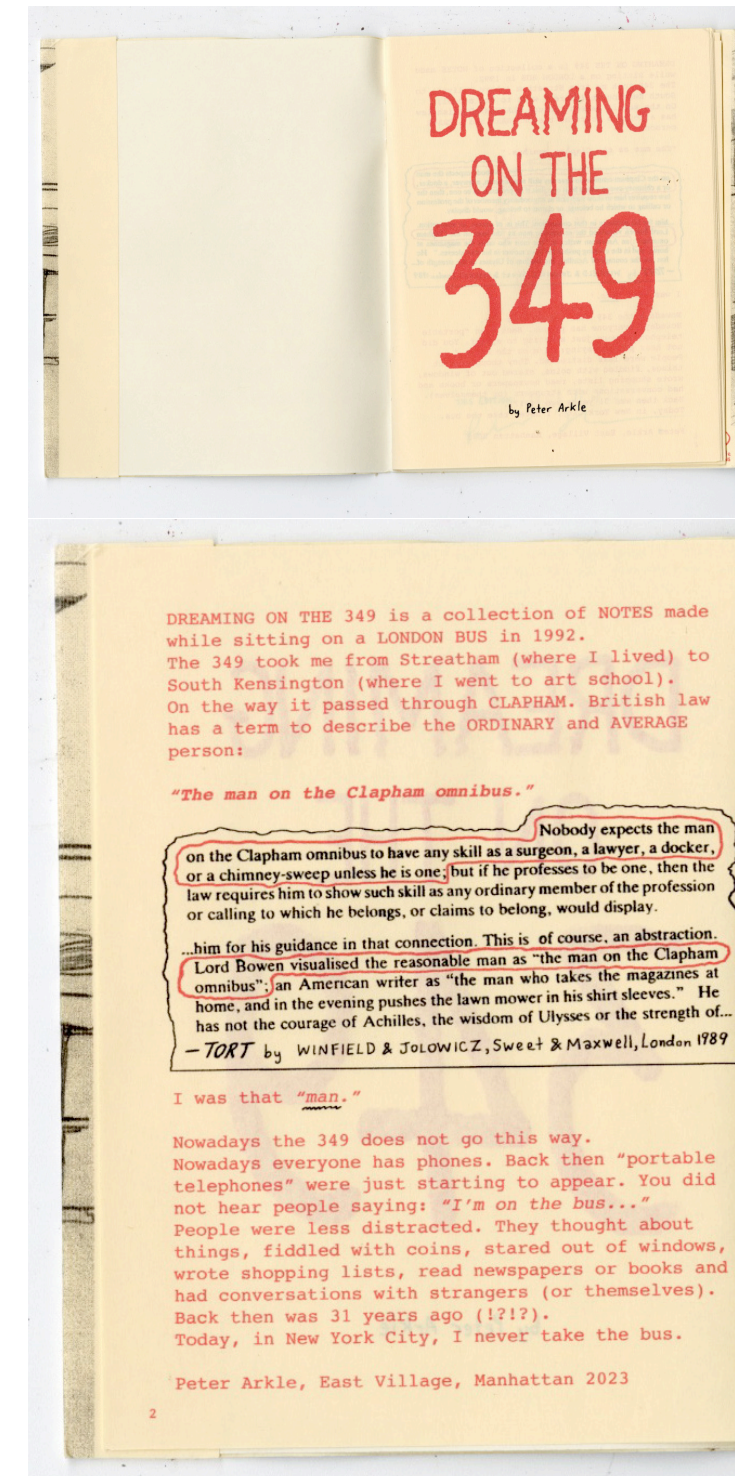 DREAMING
ON THE
349
by Peter Arkle
DREAMING ON THE 349 is a collection of NOTES made
while sitting on a LONDON BUS in 1992.
The 349 took me from Streatham (where I lived) to
South Kensington (where I went to art school).
On the way it passed through CLAPHAM. British law
has a term to describe the ORDINARY and AVERAGE
person:
“The man on the Clapham omnibus.”
Nobody expects the man
on the Clapham omnibus to have any skill as a surgeon, a lawyer, a docker,
or a chimney-sweep unless he is one; but if he professes to be one, then the
law requires him to show such skill as any ordinary member of the profession
or calling to which he belongs, or claims to belong, would display.
...him for his guidance in that connection. This is of course, an abstraction.
Lord Bowen visualised the reasonable man as “the man on the Clapham
omnibus”; an American writer as “the man who takes the magazines at
home, and in the evening pushes the lawn mower in his shirt sleeves.” He
has not the courage of Achilles, the wisdom of Ulysses or the strength of...
— TORT by WINFIELD & JOLOWICZ, Sweet & Maxwell, London 1989
I was that “man.”
Nowadays the 349 does not go this way.
Nowadays everyone has phones. Back then “portable
telephones” were just starting to appear. You did
not hear people saying: “I’m on the bus...”
People were less distracted. They thought about
things, fiddled with coins, stared out of windows,
wrote shopping lists, read newspapers or books and
had conversations with strangers (or themselves).
Back then was 31 years ago (!?!?).
Today, in New York City, I never take the bus.
Peter Arkle, East Village, Manhattan 2023
2